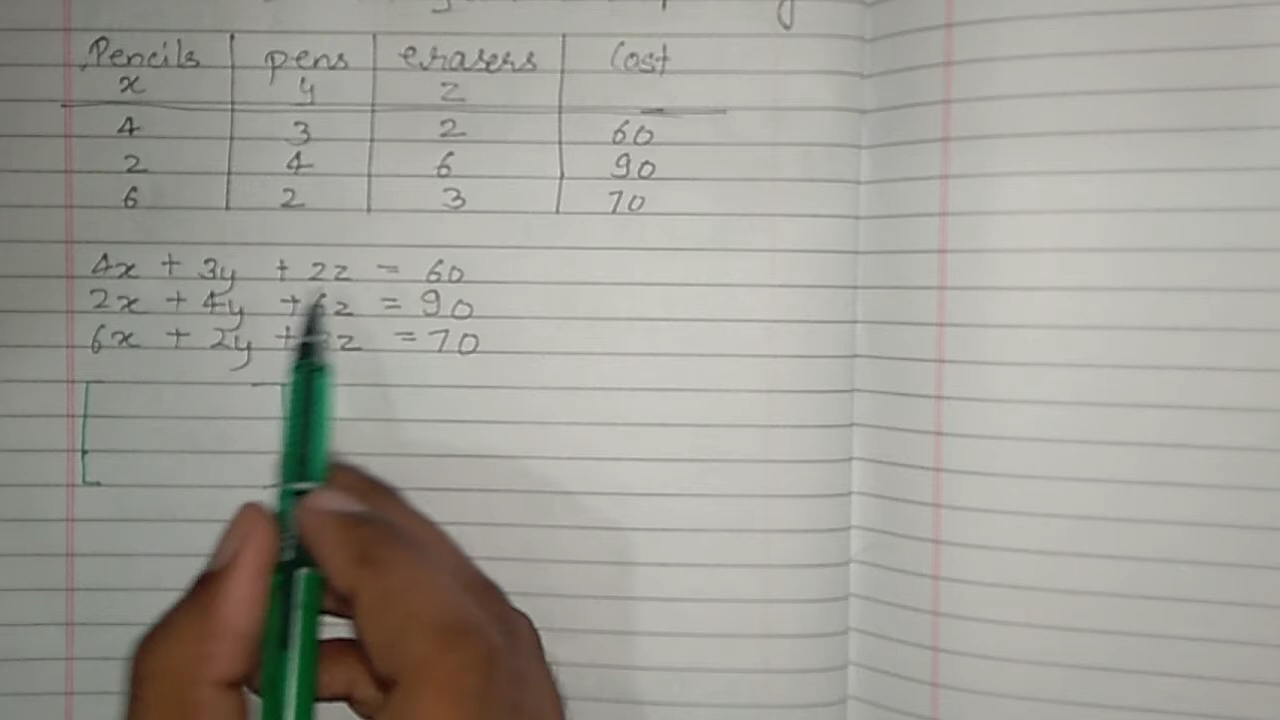 Pencils pens erasers Cost
x y z
4 3 2 60
2 4 6 90
6 2 3 70
4x + 3y + 2z = 60
2x + 4y + 6z = 90
6x + 2y + z = 70